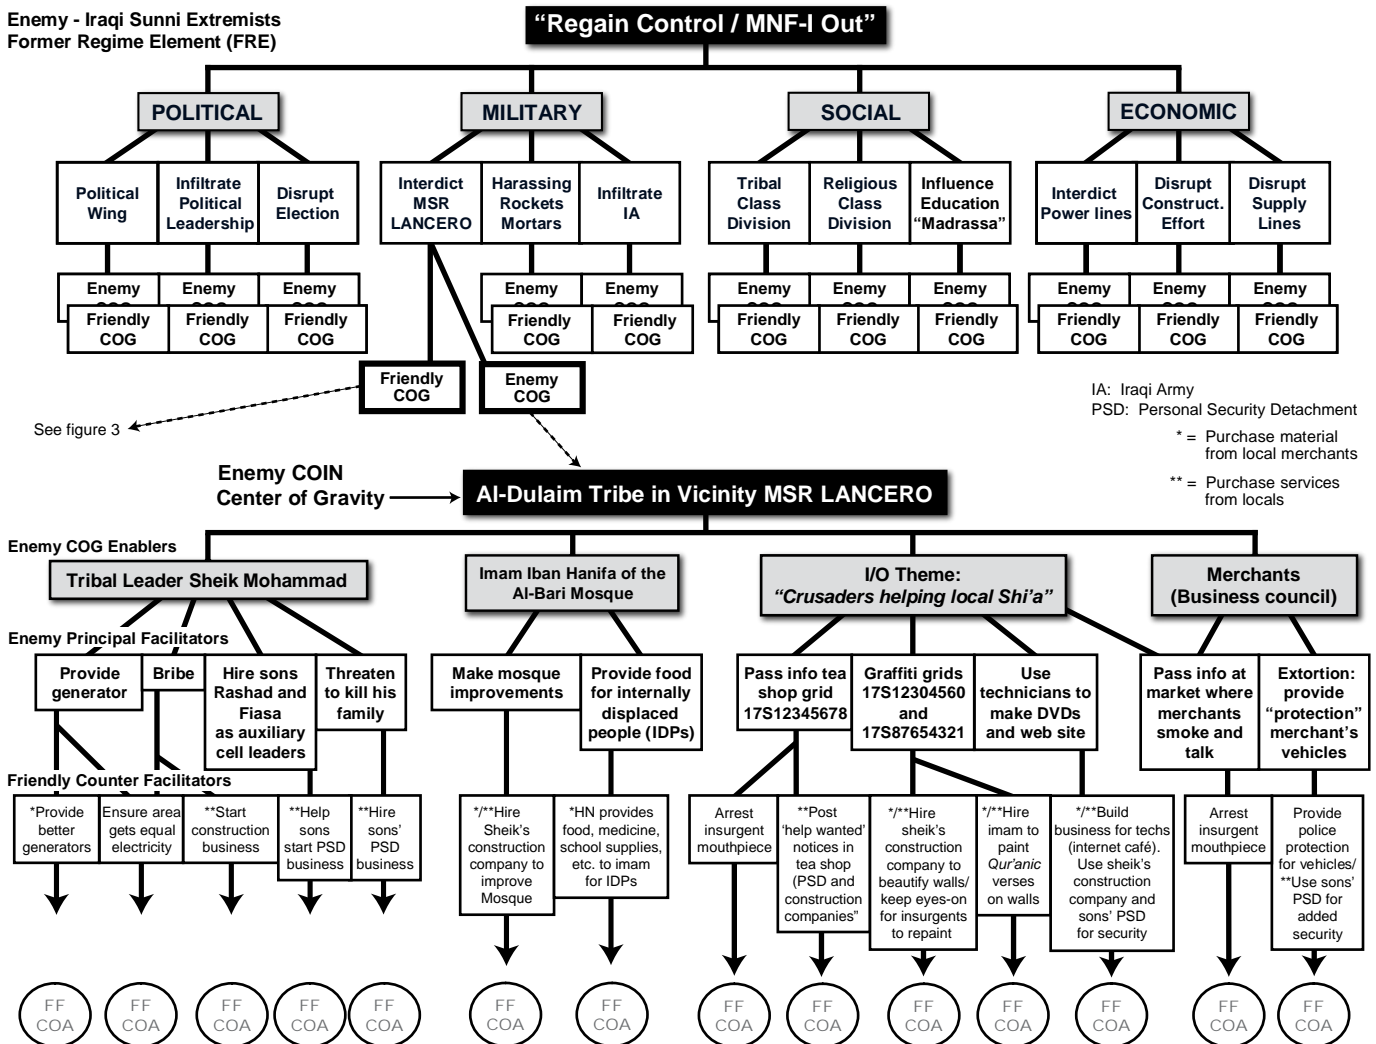 Enemy - Iraqi Sunni Extremists
Former Regime Element (FRE)
“Regain Control / MNF-I Out”
POLITICAL
MILITARY
SOCIAL
ECONOMIC
Political
Wing
Infiltrate
Political
Leadership
Disrupt
Election
Interdict
MSR
LANCERO
Harassing
Rockets
Mortars
Infiltrate
IA
Tribal
Class
Division
Religious
Class
Division
Influence
Education
“Madrassa”
Interdict
Power lines
Disrupt
Construct.
Effort
Disrupt
Supply
Lines
Enemy
COG
Friendly
COG
Enemy
COG
Friendly
COG
Enemy
COG
Friendly
COG
Enemy
COG
Friendly
COG
Enemy
COG
Friendly
COG
Enemy
COG
Friendly
COG
Enemy
COG
Friendly
COG
Enemy
COG
Friendly
COG
Enemy
COG
Friendly
COG
Enemy
COG
Friendly
COG
Enemy
COG
Friendly
COG
Friendly
COG
Enemy
COG
See figure 3
IA: Iraqi Army
PSD: Personal Security Detachment
* = Purchase material
from local merchants
** = Purchase services
from locals
Enemy COIN
Center of Gravity
Al-Dulaim Tribe in Vicinity MSR LANCERO
Enemy COG Enablers
Tribal Leader Sheik Mohammad
Imam Iban Hanifa of the
Al-Bari Mosque
I/O Theme:
“Crusaders helping local Shi’a”
Merchants
(Business council)
Enemy Principal Facilitators
Provide
generator
Bribe
Hire sons
Rashad and
Fiasa
as auxiliary
cell leaders
Threaten
to kill his
family
Make mosque
improvements
Provide food
for internally
displaced
people (IDPs)
Pass info tea
shop grid
17S12345678
Graffiti grids
17S12304560
and
17S87654321
Use
technicians to
make DVDs
and web site
Pass info at
market where
merchants
smoke and
talk
Extortion:
provide
“protection”
merchant’s
vehicles
Friendly Counter Facilitators
*Provide
better
generators
Ensure area
gets equal
electricity
**Start
construction
business
**Help
sons
start PSD
business
**Hire
sons’
PSD
business
*/**Hire
Sheik’s
construction
company to
improve
Mosque
*HN provides
food, medicine,
school supplies,
etc. to imam
for IDPs
Arrest
insurgent
mouthpiece
**Post
‘help wanted’
notices in
tea shop
(PSD and
construction
companies”
*/**Hire
sheik’s
construction
company to
beautify walls/
keep eyes-on
for insurgents
to repaint
*/**Hire
imam to
paint
Qur’anic
verses
on walls
*/**Build
business for techs
(internet café).
Use sheik’s
construction
company and
sons’ PSD
for security
Arrest
insurgent
mouthpiece
Provide
police
protection
for vehicles/
**Use sons’
PSD for
added
security
FF
COA
FF
COA
FF
COA
FF
COA
FF
COA
FF
COA
FF
COA
FF
COA
FF
COA
FF
COA
FF
COA
FF
COA
FF
COA
FF
COA